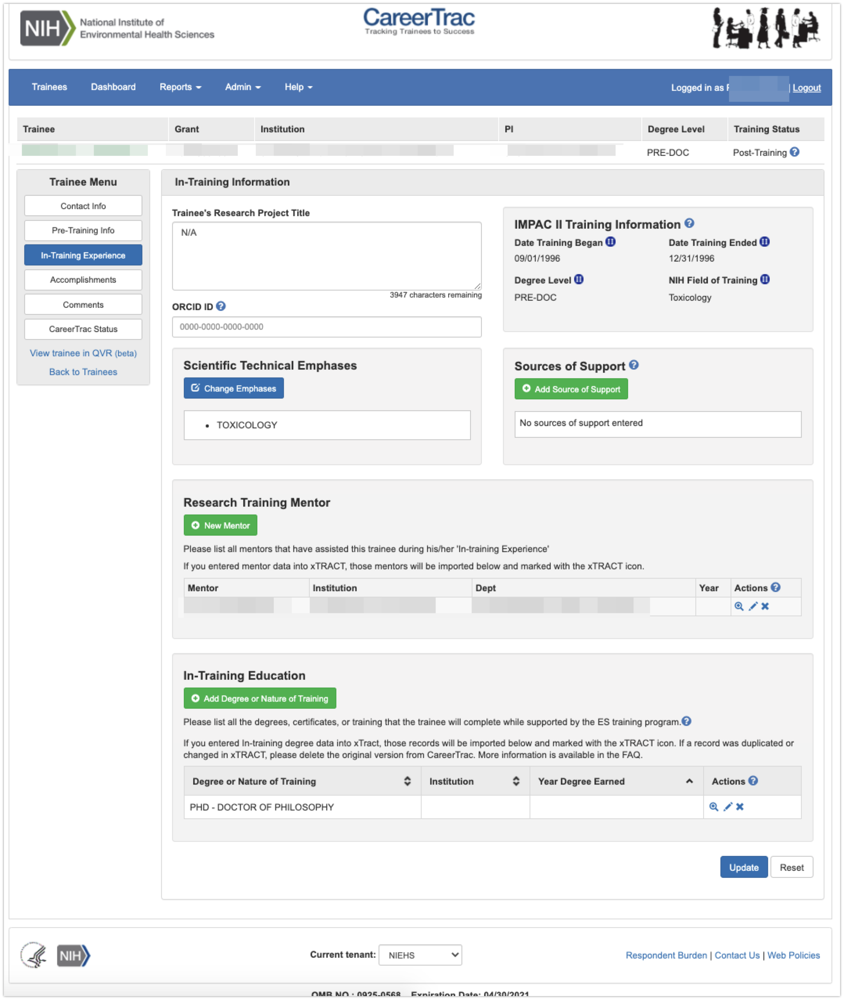 NIH
National Institute of
Environmental Health Sciences
CareerTrac
Tracking Trainees to Success
Trainees Dashboard Reports Admin Help Logged in as | Logout
Trainee Grant Institution PI Degree Level Training Status
PRE-DOC Post-Training
Trainee Menu
Contact Info
Pre-Training Info
In-Training Experience
Accomplishments
Comments
CareerTrac Status
View trainee in QVR (beta)
Back to Trainees
In-Training Information
Trainee's Research Project Title
N/A
3947 characters remaining
ORCID ID
0000-0000-0000-0000
IMPAC II Training Information
Date Training Began II Date Training Ended II
09/01/1996 12/31/1996
Degree Level II NIH Field of Training II
PRE-DOC Toxicology
Scientific Technical Emphases
Change Emphases
• TOXICOLOGY
Sources of Support
Add Source of Support
No sources of support entered
Research Training Mentor
New Mentor
Please list all mentors that have assisted this trainee during his/her 'In-training Experience'
If you entered mentor data into xTRACT, those mentors will be imported below and marked with the xTRACT icon.
Mentor Institution Dept Year Actions
In-Training Education
Add Degree or Nature of Training
Please list all the degrees, certificates, or training that the trainee will complete while supported by the ES training program.
If you entered In-training degree data into xTract, those records will be imported below and marked with the xTRACT icon. If a record was duplicated or
changed in xTRACT, please delete the original version from CareerTrac. More information is available in the FAQ.
Degree or Nature of Training Institution Year Degree Earned Actions
PHD - DOCTOR OF PHILOSOPHY
Update Reset
NIH
Current tenant: NIEHS
Respondent Burden | Contact Us | Web Policies
OMB NO.: 0925-0568 Expiration Date: 04/30/2021